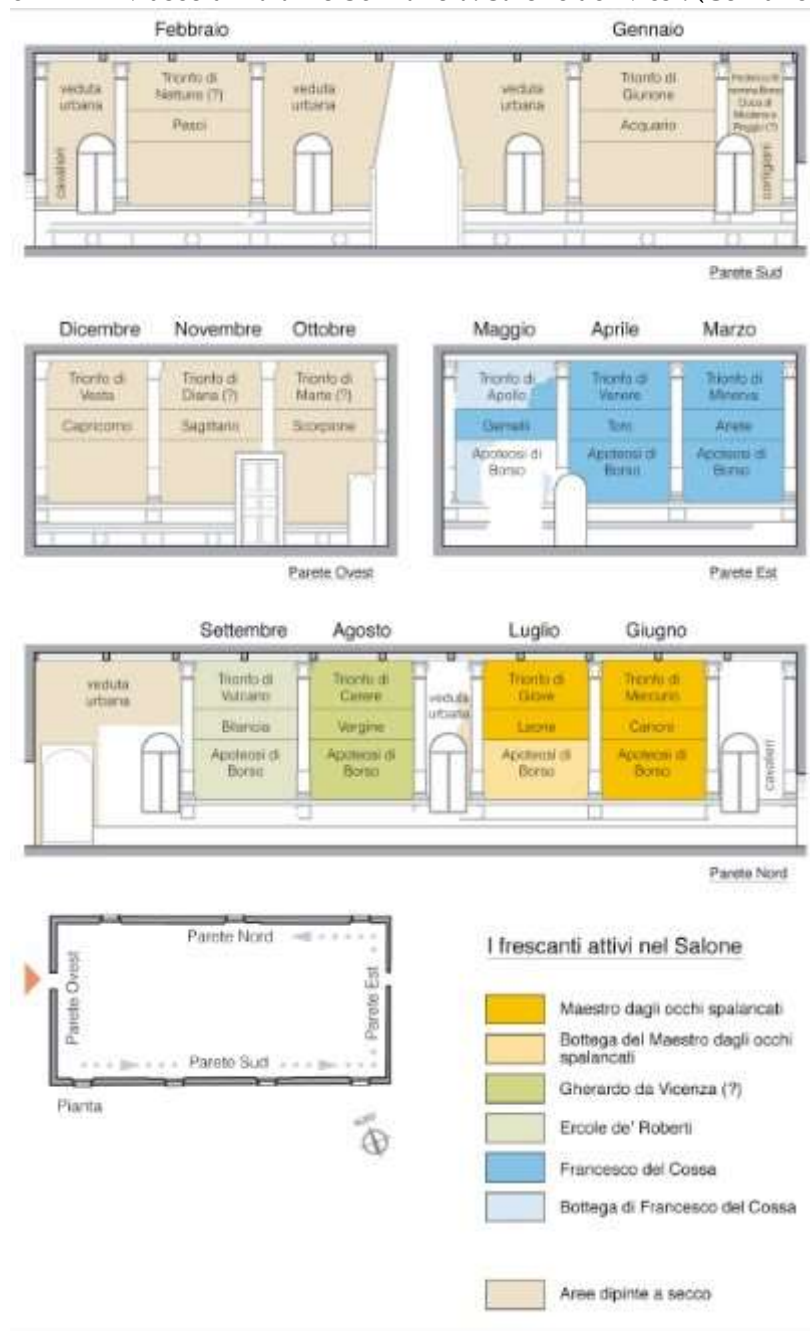 Febbraio
Gennaio
veduta
urbana
Trionfo di
Nettuno (?)
veduta
urbana
veduta
urbana
Trionfo di
Giunone
Pesci
Acquario
Duca di
Modena e
Reggio (?)
cavalieri
cortigiani
Parete Sud
Dicembre
Novembre
Ottobre
Trionfo di
Vesta
Trionfo di
Diana (?)
Trionfo di
Marte (?)
Capricorno
Sagittario
Scorpione
Parete Ovest
Maggio
Aprile
Marzo
Trionfo di
Apollo
Trionfo di
Venere
Trionfo di
Minerva
Gemelli
Toro
Ariete
Apoteosi di
Borso
Apoteosi di
Borso
Apoteosi di
Borso
Parete Est
Settembre
Agosto
Luglio
Giugno
veduta
urbana
Trionfo di
Vulcano
Trionfo di
Cerere
veduta
urbana
Trionfo di
Giove
Trionfo di
Mercurio
Bilancia
Vergine
Leone
Cancro
Apoteosi di
Borso
Apoteosi di
Borso
Apoteosi di
Borso
Apoteosi di
Borso
cavalieri
Parete Nord
Parete Nord
Parete Ovest
Parete Est
Parete Sud
Pianta
I frescanti attivi nel Salone
Maestro dagli occhi spalancati
Bottega del Maestro dagli occhi
spalancati
Gherardo da Vicenza (?)
Ercole de' Roberti
Francesco del Cossa
Bottega di Francesco del Cossa
Aree dipinte a secco